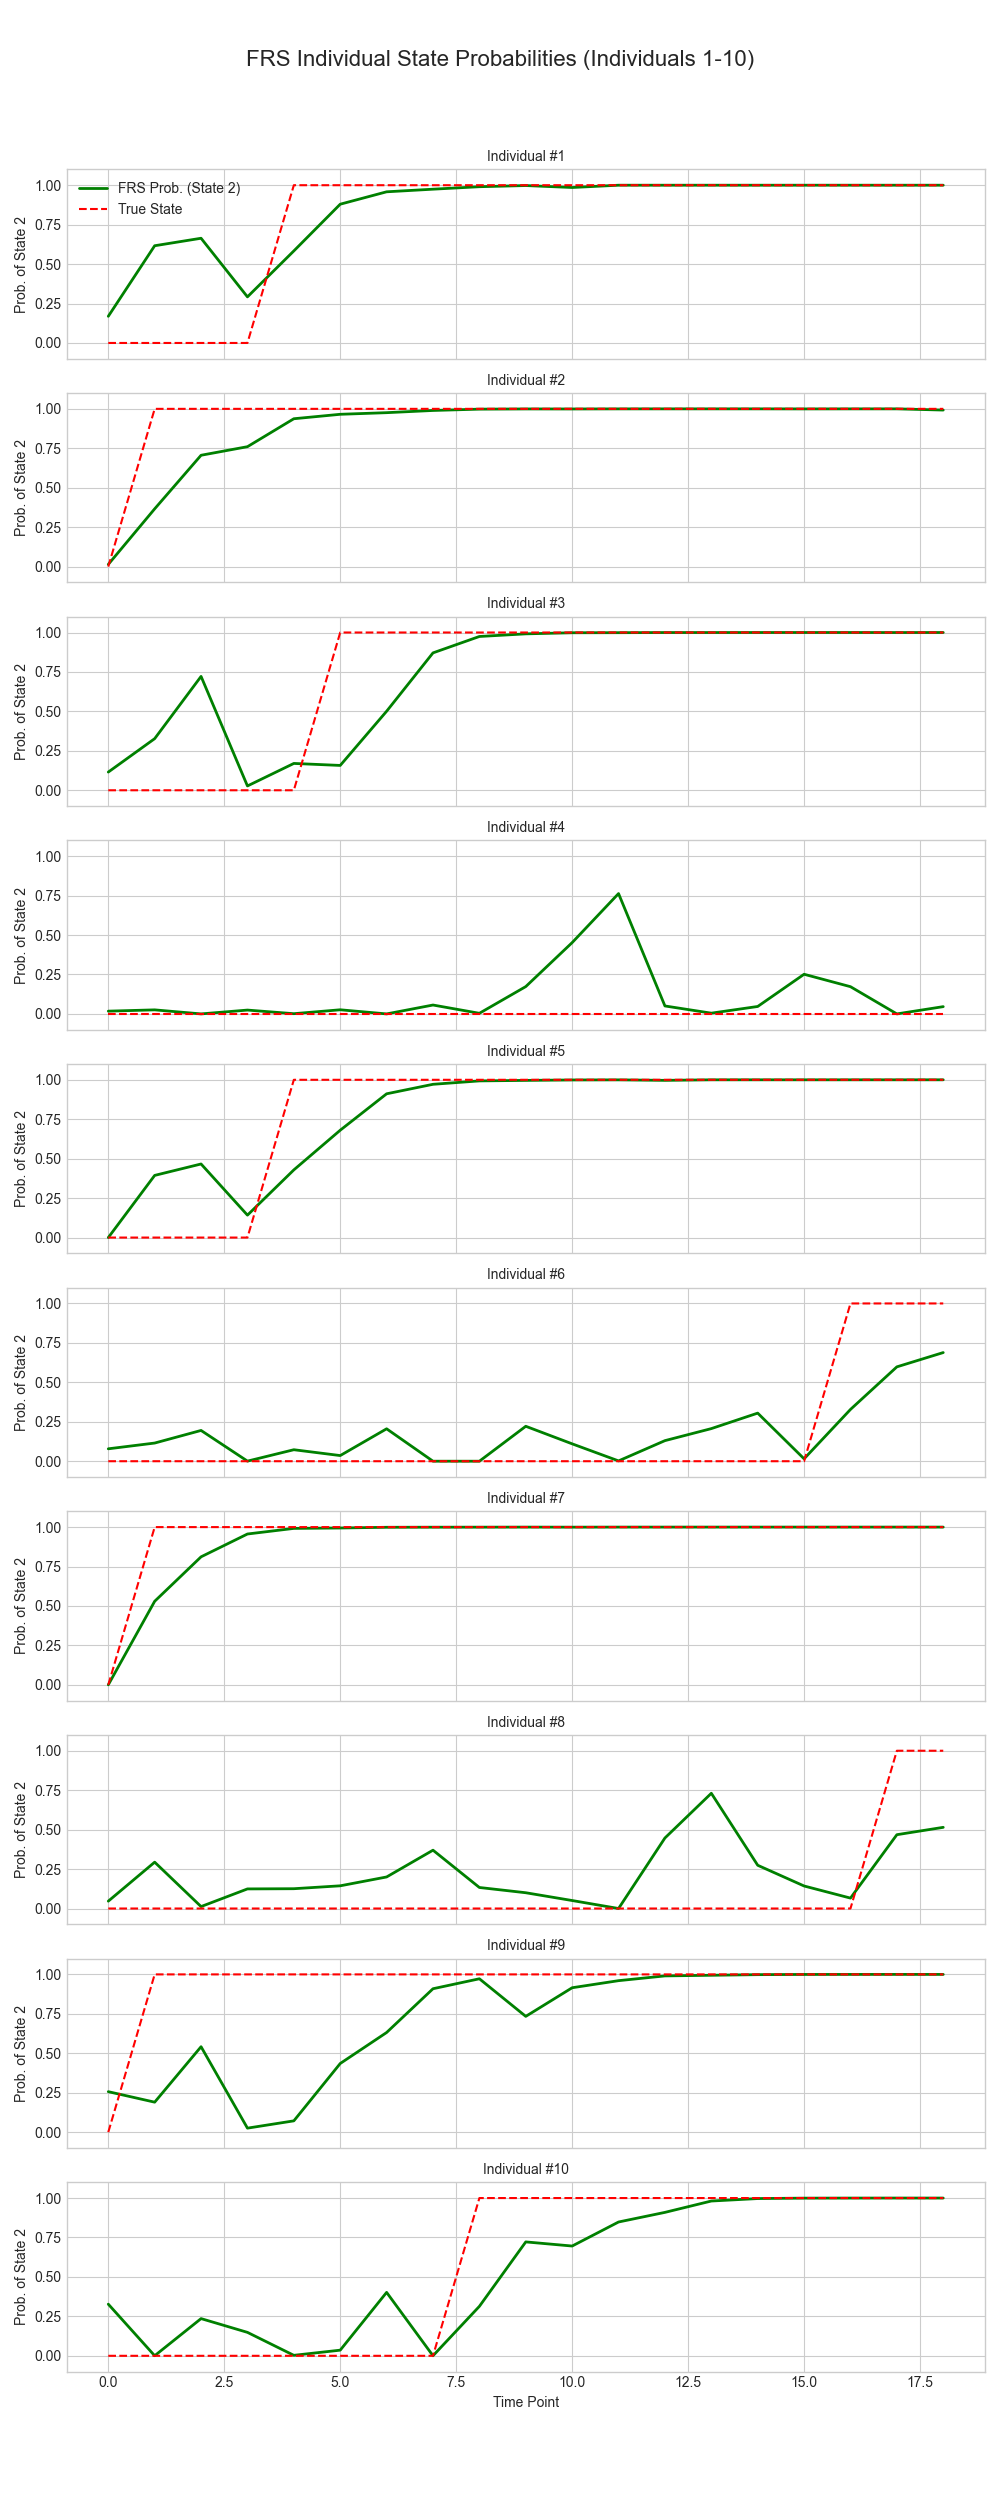 FRS Individual State Probabilities (Individuals 1-10)
Individual #1
1.00
0.75
0.50
0.25
0.00
Prob. of State 2
FRS Prob. (State 2)
True State
Individual #2
1.00
0.75
0.50
0.25
0.00
Prob. of State 2
Individual #3
1.00
0.75
0.50
0.25
0.00
Prob. of State 2
Individual #4
1.00
0.75
0.50
0.25
0.00
Prob. of State 2
Individual #5
1.00
0.75
0.50
0.25
0.00
Prob. of State 2
Individual #6
1.00
0.75
0.50
0.25
0.00
Prob. of State 2
Individual #7
1.00
0.75
0.50
0.25
0.00
Prob. of State 2
Individual #8
1.00
0.75
0.50
0.25
0.00
Prob. of State 2
Individual #9
1.00
0.75
0.50
0.25
0.00
Prob. of State 2
Individual #10
1.00
0.75
0.50
0.25
0.00
Prob. of State 2
0.0 2.5 5.0 7.5 10.0 12.5 15.0 17.5
Time Point